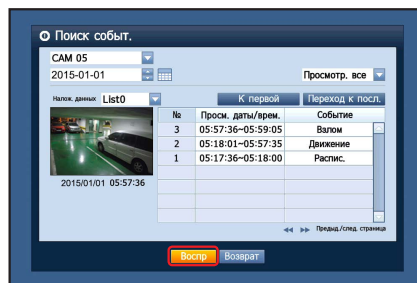 Поиск событ.
CAM 05
2015-01-01
Просмотр. все
Налож. данных List0
К первой Переход к посл.
№ Просм. даты/врем. Событие
3 05:57:36~05:59:05 Взлом
2 05:18:01~05:57:35 Движение
1 05:17:36~05:18:00 Распис.
2015/01/01 05:57:36
Предыд./след. страница
Воспр Возврат